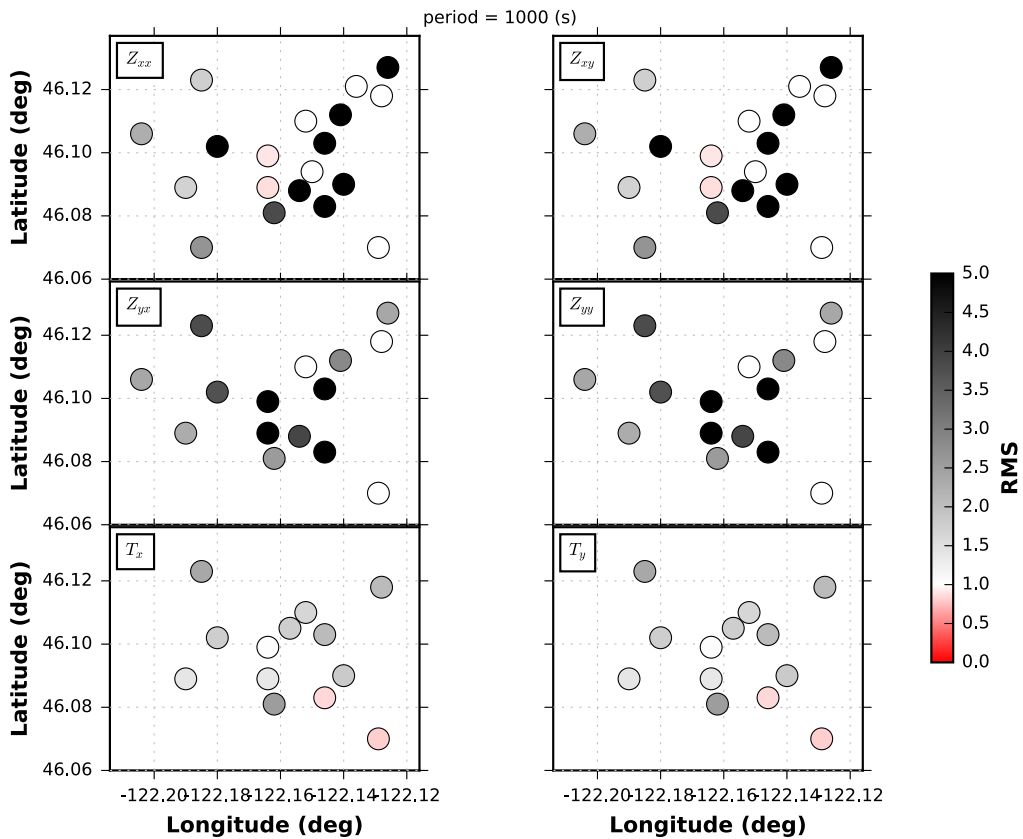 period = 1000 (s)
Z_xx
Z_xy
46.12
46.10
46.08
46.06
Latitude (deg)
Z_yx
Z_yy
46.12
46.10
46.08
46.06
Latitude (deg)
T_x
T_y
46.12
46.10
46.08
46.06
Latitude (deg)
-122.20 -122.18 -122.16 -122.14 -122.12
-122.20 -122.18 -122.16 -122.14 -122.12
Longitude (deg)
Longitude (deg)
5.0
4.5
4.0
3.5
3.0
2.5
2.0
1.5
1.0
0.5
0.0
RMS